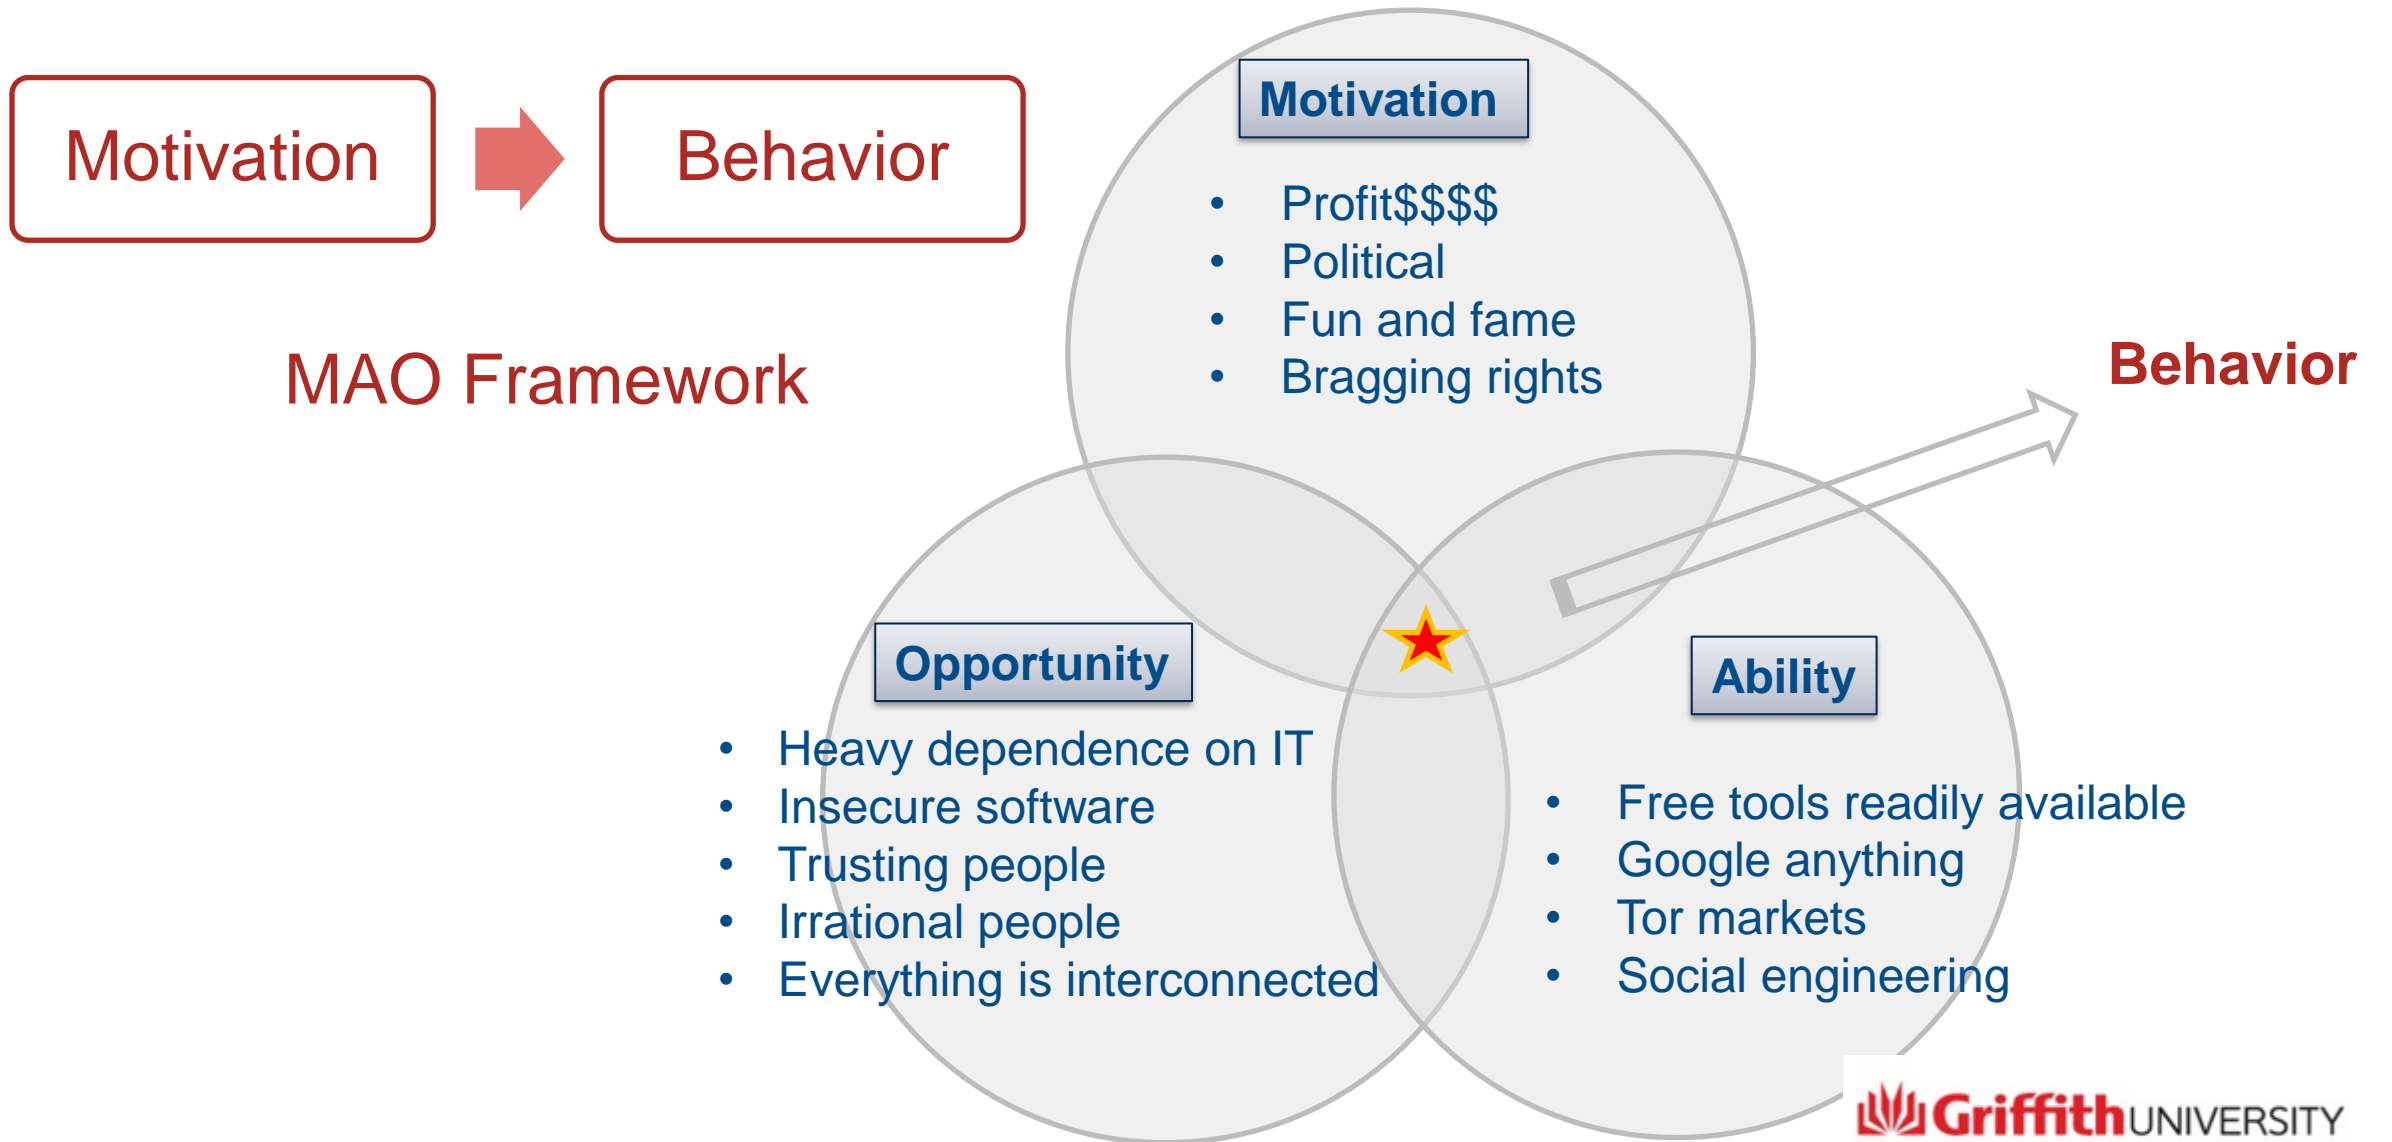 Motivation
Behavior
MAO Framework
Motivation
• Profit$$$$
• Political
• Fun and fame
• Bragging rights
Behavior
Opportunity
• Heavy dependence on IT
• Insecure software
• Trusting people
• Irrational people
• Everything is interconnected
Ability
• Free tools readily available
• Google anything
• Tor markets
• Social engineering
Griffith UNIVERSITY